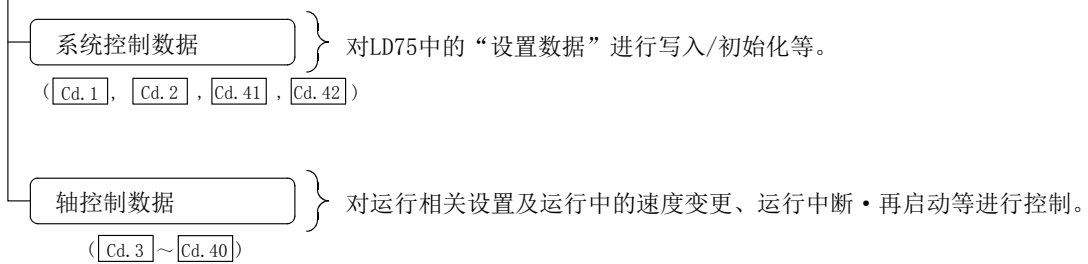 系统控制数据 对LD75中的“设置数据”进行写入/初始化等。
(Cd.1, Cd.2, Cd.41, Cd.42)
轴控制数据 对运行相关设置及运行中的速度变更、运行中断•再启动等进行控制。
(Cd.3～Cd.40)